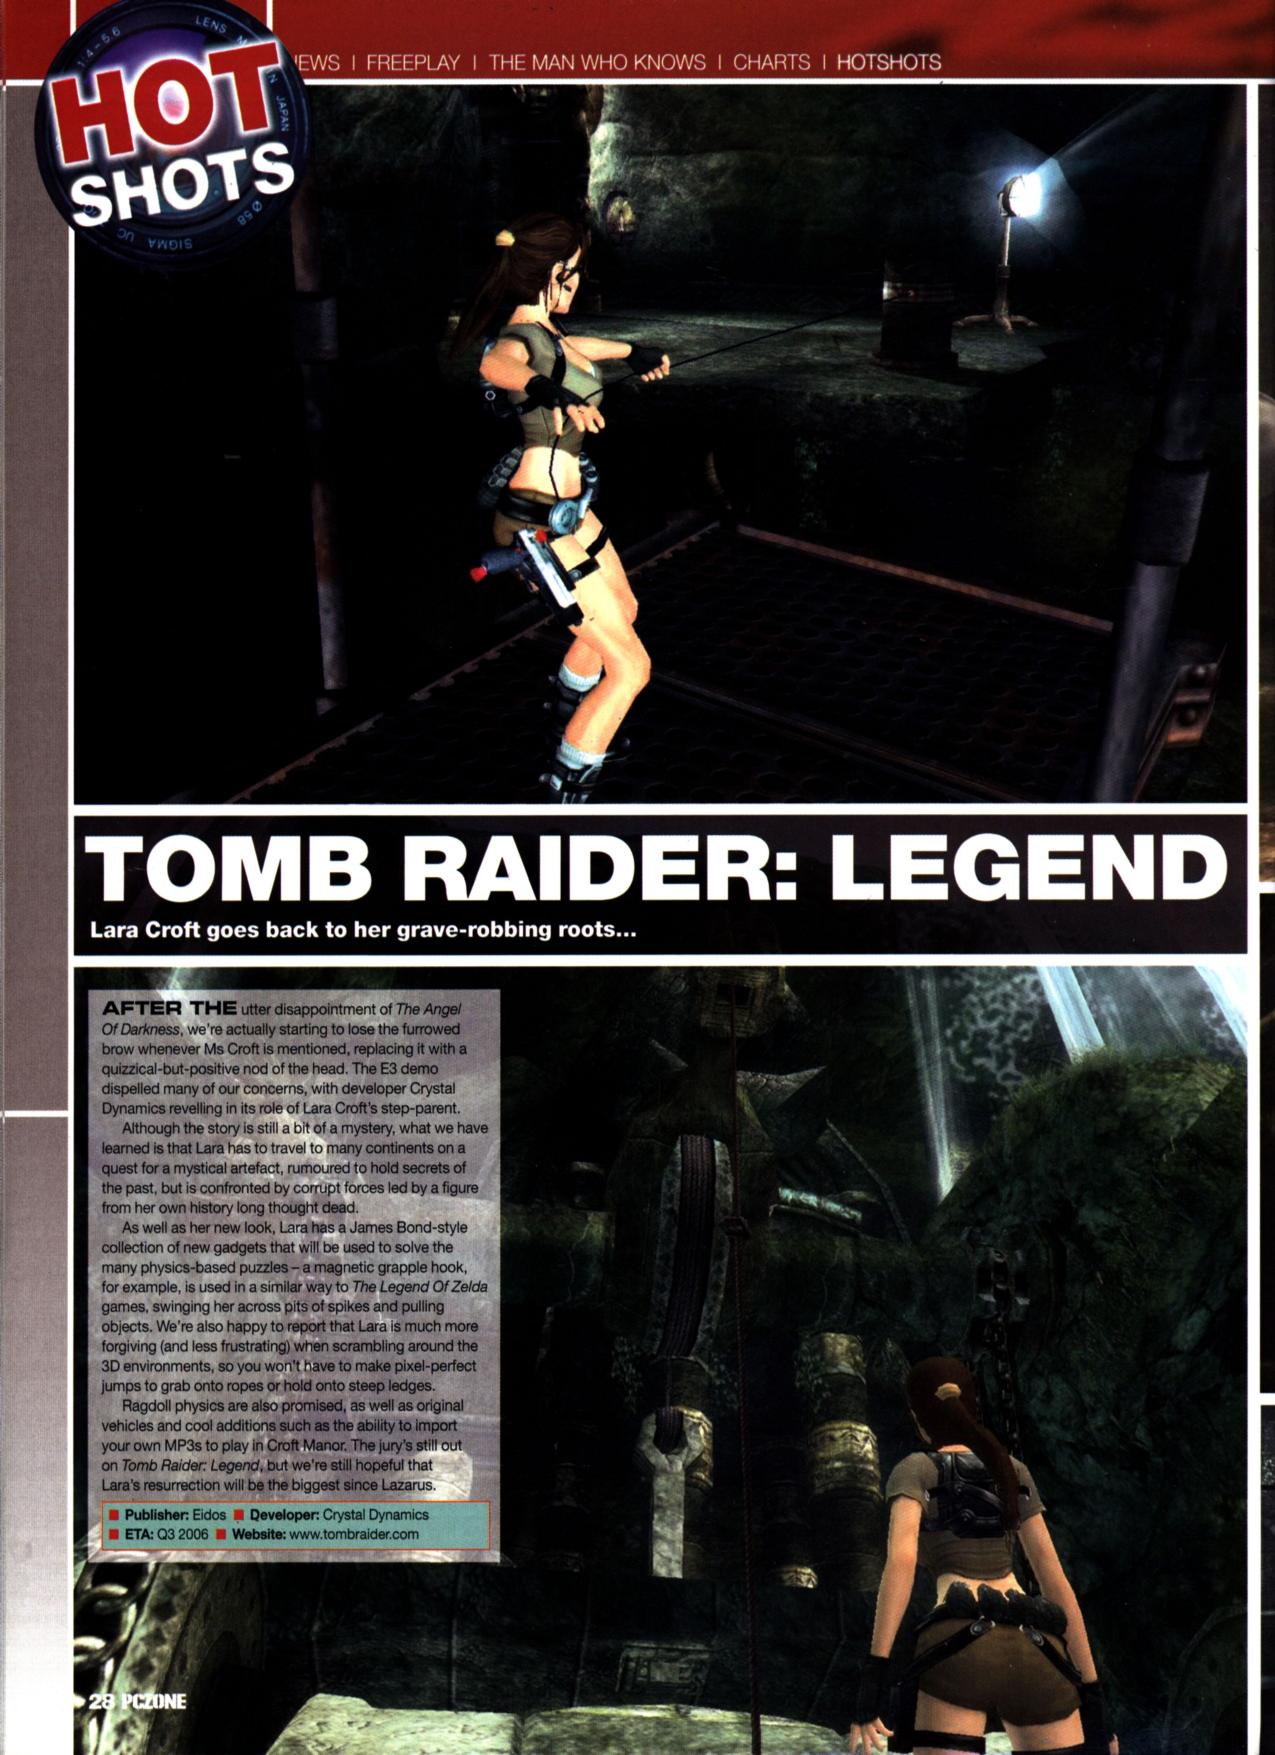 EWS | FREEPLAY | THE MAN WHO KNOWS | CHARTS | HOTSHOTS
HOT
SHOTS
1:4-5.6
LENS
JAPAN
Ø58
SIGMA UC
TOMB RAIDER: LEGEND
Lara Croft goes back to her grave-robbing roots...
AFTER THE utter disappointment of The Angel
Of Darkness, we're actually starting to lose the furrowed
brow whenever Ms Croft is mentioned, replacing it with a
quizzical-but-positive nod of the head. The E3 demo
dispelled many of our concerns, with developer Crystal
Dynamics revelling in its role of Lara Croft's step-parent.
Although the story is still a bit of a mystery, what we have
learned is that Lara has to travel to many continents on a
quest for a mystical artefact, rumoured to hold secrets of
the past, but is confronted by corrupt forces led by a figure
from her own history long thought dead.
As well as her new look, Lara has a James Bond-style
collection of new gadgets that will be used to solve the
many physics-based puzzles – a magnetic grapple hook,
for example, is used in a similar way to The Legend Of Zelda
games, swinging her across pits of spikes and pulling
objects. We're also happy to report that Lara is much more
forgiving (and less frustrating) when scrambling around the
3D environments, so you won't have to make pixel-perfect
jumps to grab onto ropes or hold onto steep ledges.
Ragdoll physics are also promised, as well as original
vehicles and cool additions such as the ability to import
your own MP3s to play in Croft Manor. The jury's still out
on Tomb Raider: Legend, but we're still hopeful that
Lara's resurrection will be the biggest since Lazarus.
■ Publisher: Eidos ■ Developer: Crystal Dynamics
■ ETA: Q3 2006 ■ Website: www.tombraider.com
28 PCZONE